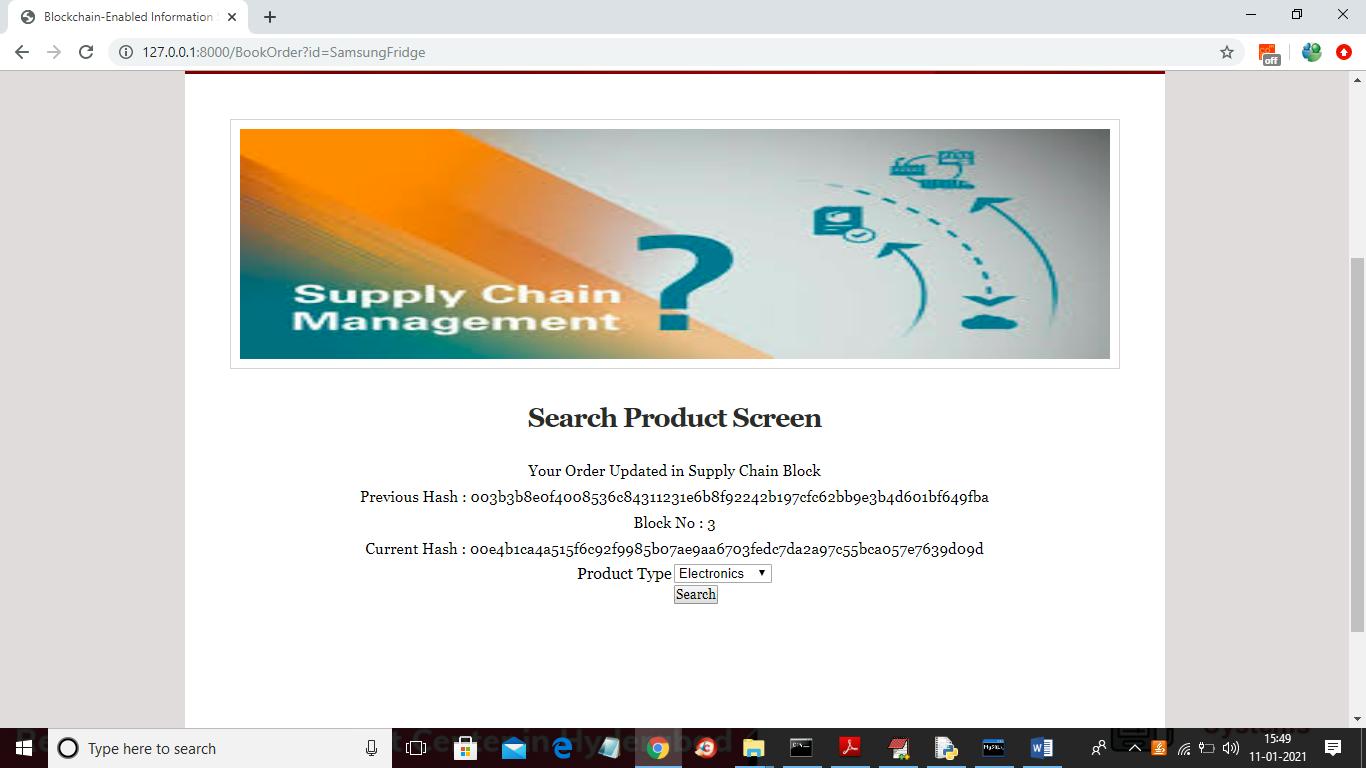 Blockchain-Enabled Information S
127.0.0.1:8000/BookOrder?id=SamsungFridge
off
Supply Chain
Management
?
Search Product Screen
Your Order Updated in Supply Chain Block
Previous Hash : 003b3b8e0f4008536c84311231e6b8f92242b197cfc62bb9e3b4d601bf649fba
Block No : 3
Current Hash : 00e4b1ca4a515f6c92f9985b07ae9aa6703fedc7da2a97c55bca057e7639d09d
Product Type Electronics
Search
Type here to search
15:49
11-01-2021